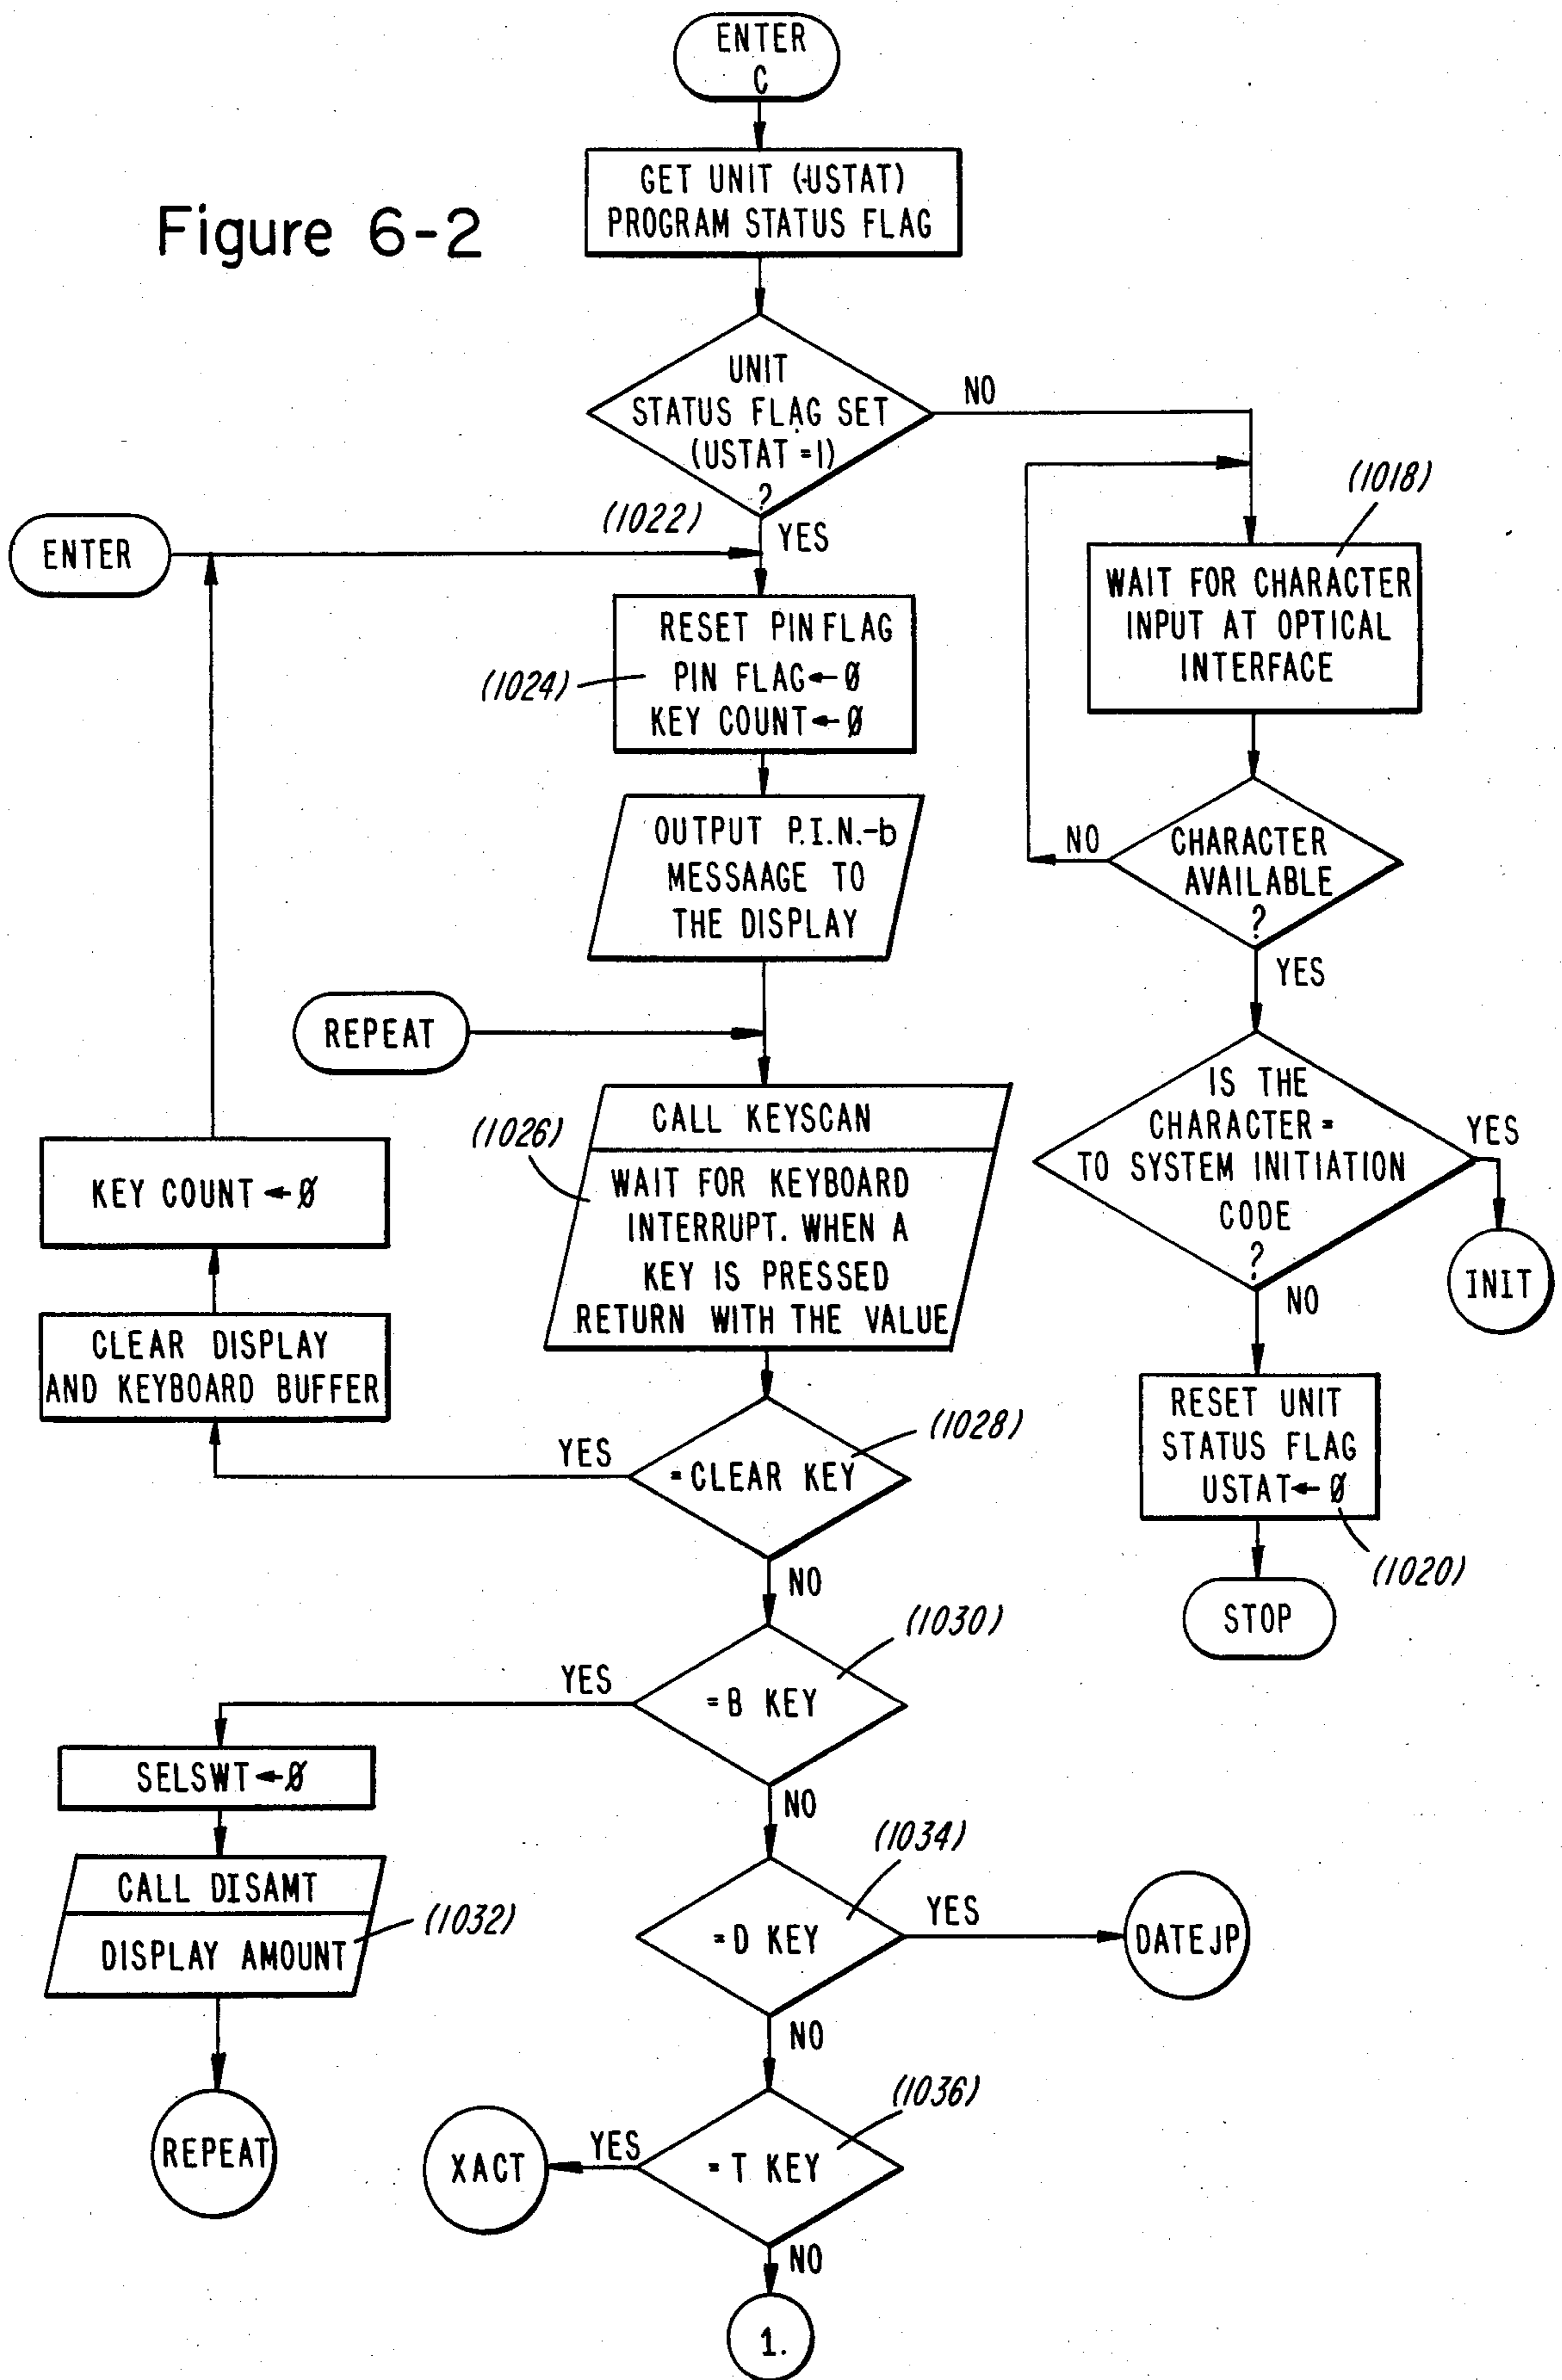 ENTER
C
Figure 6-2
GET UNIT (USTAT)
PROGRAM STATUS FLAG
UNIT
STATUS FLAG SET
(USTAT =1)
?
NO
YES
(1022)
ENTER
(1018)
WAIT FOR CHARACTER
INPUT AT OPTICAL
INTERFACE
RESET PIN FLAG
PIN FLAG←0
KEY COUNT←0
(1024)
OUTPUT P.I.N.-b
MESSAAGE TO
THE DISPLAY
NO
CHARACTER
AVAILABLE
?
YES
REPEAT
CALL KEYSCAN
WAIT FOR KEYBOARD
INTERRUPT. WHEN A
KEY IS PRESSED
RETURN WITH THE VALUE
(1026)
IS THE
CHARACTER =
TO SYSTEM INITIATION
CODE
?
YES
INIT
NO
KEY COUNT←0
CLEAR DISPLAY
AND KEYBOARD BUFFER
YES
=CLEAR KEY
(1028)
NO
RESET UNIT
STATUS FLAG
USTAT←0
(1020)
STOP
(1030)
YES
=B KEY
NO
SELSWT←0
CALL DISAMT
DISPLAY AMOUNT
(1032)
REPEAT
(1034)
=D KEY
YES
DATEJP
NO
(1036)
=T KEY
YES
XACT
NO
1.